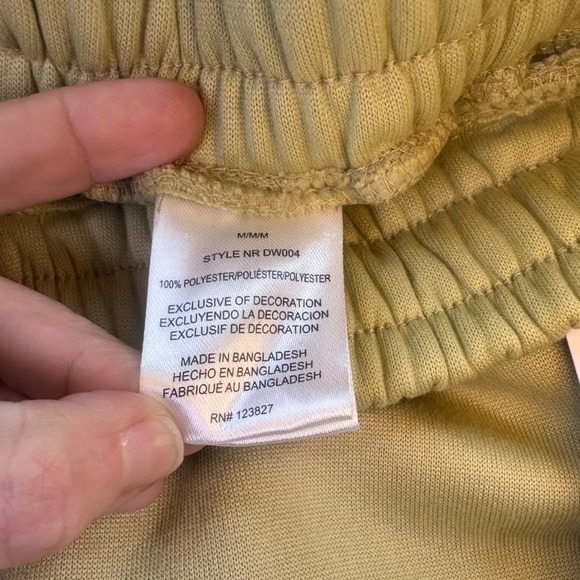 M/M/M
STYLE NR DW004
100% POLYESTER/POLIÉSTER/POLYESTER
EXCLUSIVE OF DECORATION
EXCLUYENDO LA DECORACION
EXCLUSIF DE DÉCORATION
MADE IN BANGLADESH
HECHO EN BANGLADESH
FABRIQUÉ AU BANGLADESH
RN# 123827